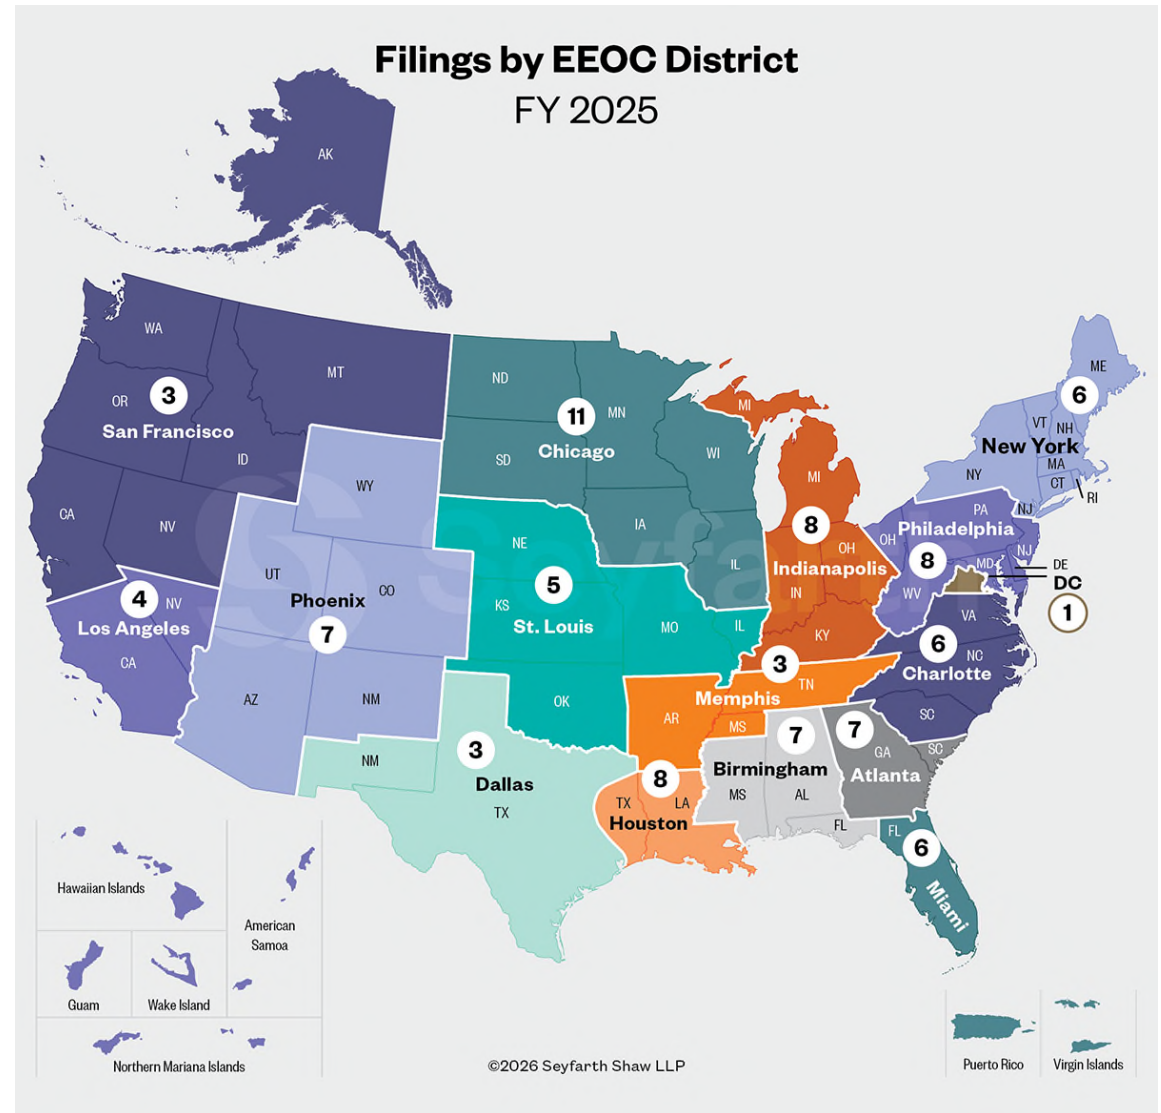 Filings by EEOC District
FY 2025
AK
WA
MT
OR
3
San Francisco
ID
CA
NV
4
NV
Los Angeles
CA
WY
UT
CO
Phoenix
7
AZ
NM
ND
MN
11
Chicago
SD
WI
IA
IL
NE
5
KS
St. Louis
MO
IL
OK
MI
MI
8
OH
Indianapolis
IN
KY
ME
6
VT
NH
New York
NY
MA
CT
RI
NJ
PA
Philadelphia
OH
8
NJ
MD
WV
DE
DC
1
VA
6
NC
Charlotte
SC
3
TN
Memphis
AR
MS
NM
3
Dallas
TX
8
TX
LA
Houston
7
Birmingham
MS
AL
FL
7
GA
SC
Atlanta
FL
6
Miami
Seyfarth
Hawaiian Islands
American
Samoa
Guam
Wake Island
Northern Mariana Islands
©2026 Seyfarth Shaw LLP
Puerto Rico
Virgin Islands